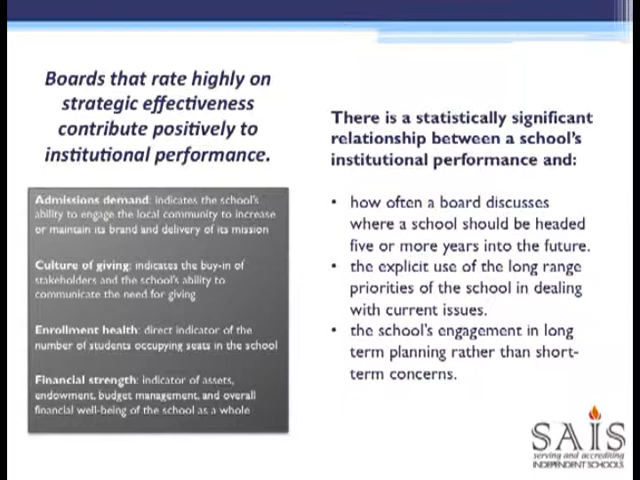 Boards that rate highly on
strategic effectiveness
contribute positively to
institutional performance.
Admissions demand: indicates the school's
ability to engage the local community to increase
or maintain its brand and delivery of its mission
Culture of giving: indicates the buy-in of
stakeholders and the school's ability to
communicate the need for giving
Enrollment health: direct indicator of the
number of students occupying seats in the school
Financial strength: indicator of assets,
endowment, budget management, and overall
financial well-being of the school as a whole
There is a statistically significant
relationship between a school's
institutional performance and:
• how often a board discusses
where a school should be headed
five or more years into the future.
• the explicit use of the long range
priorities of the school in dealing
with current issues.
• the school's engagement in long
term planning rather than short-
term concerns.
SAIS
serving and accrediting
INDEPENDENT SCHOOLS